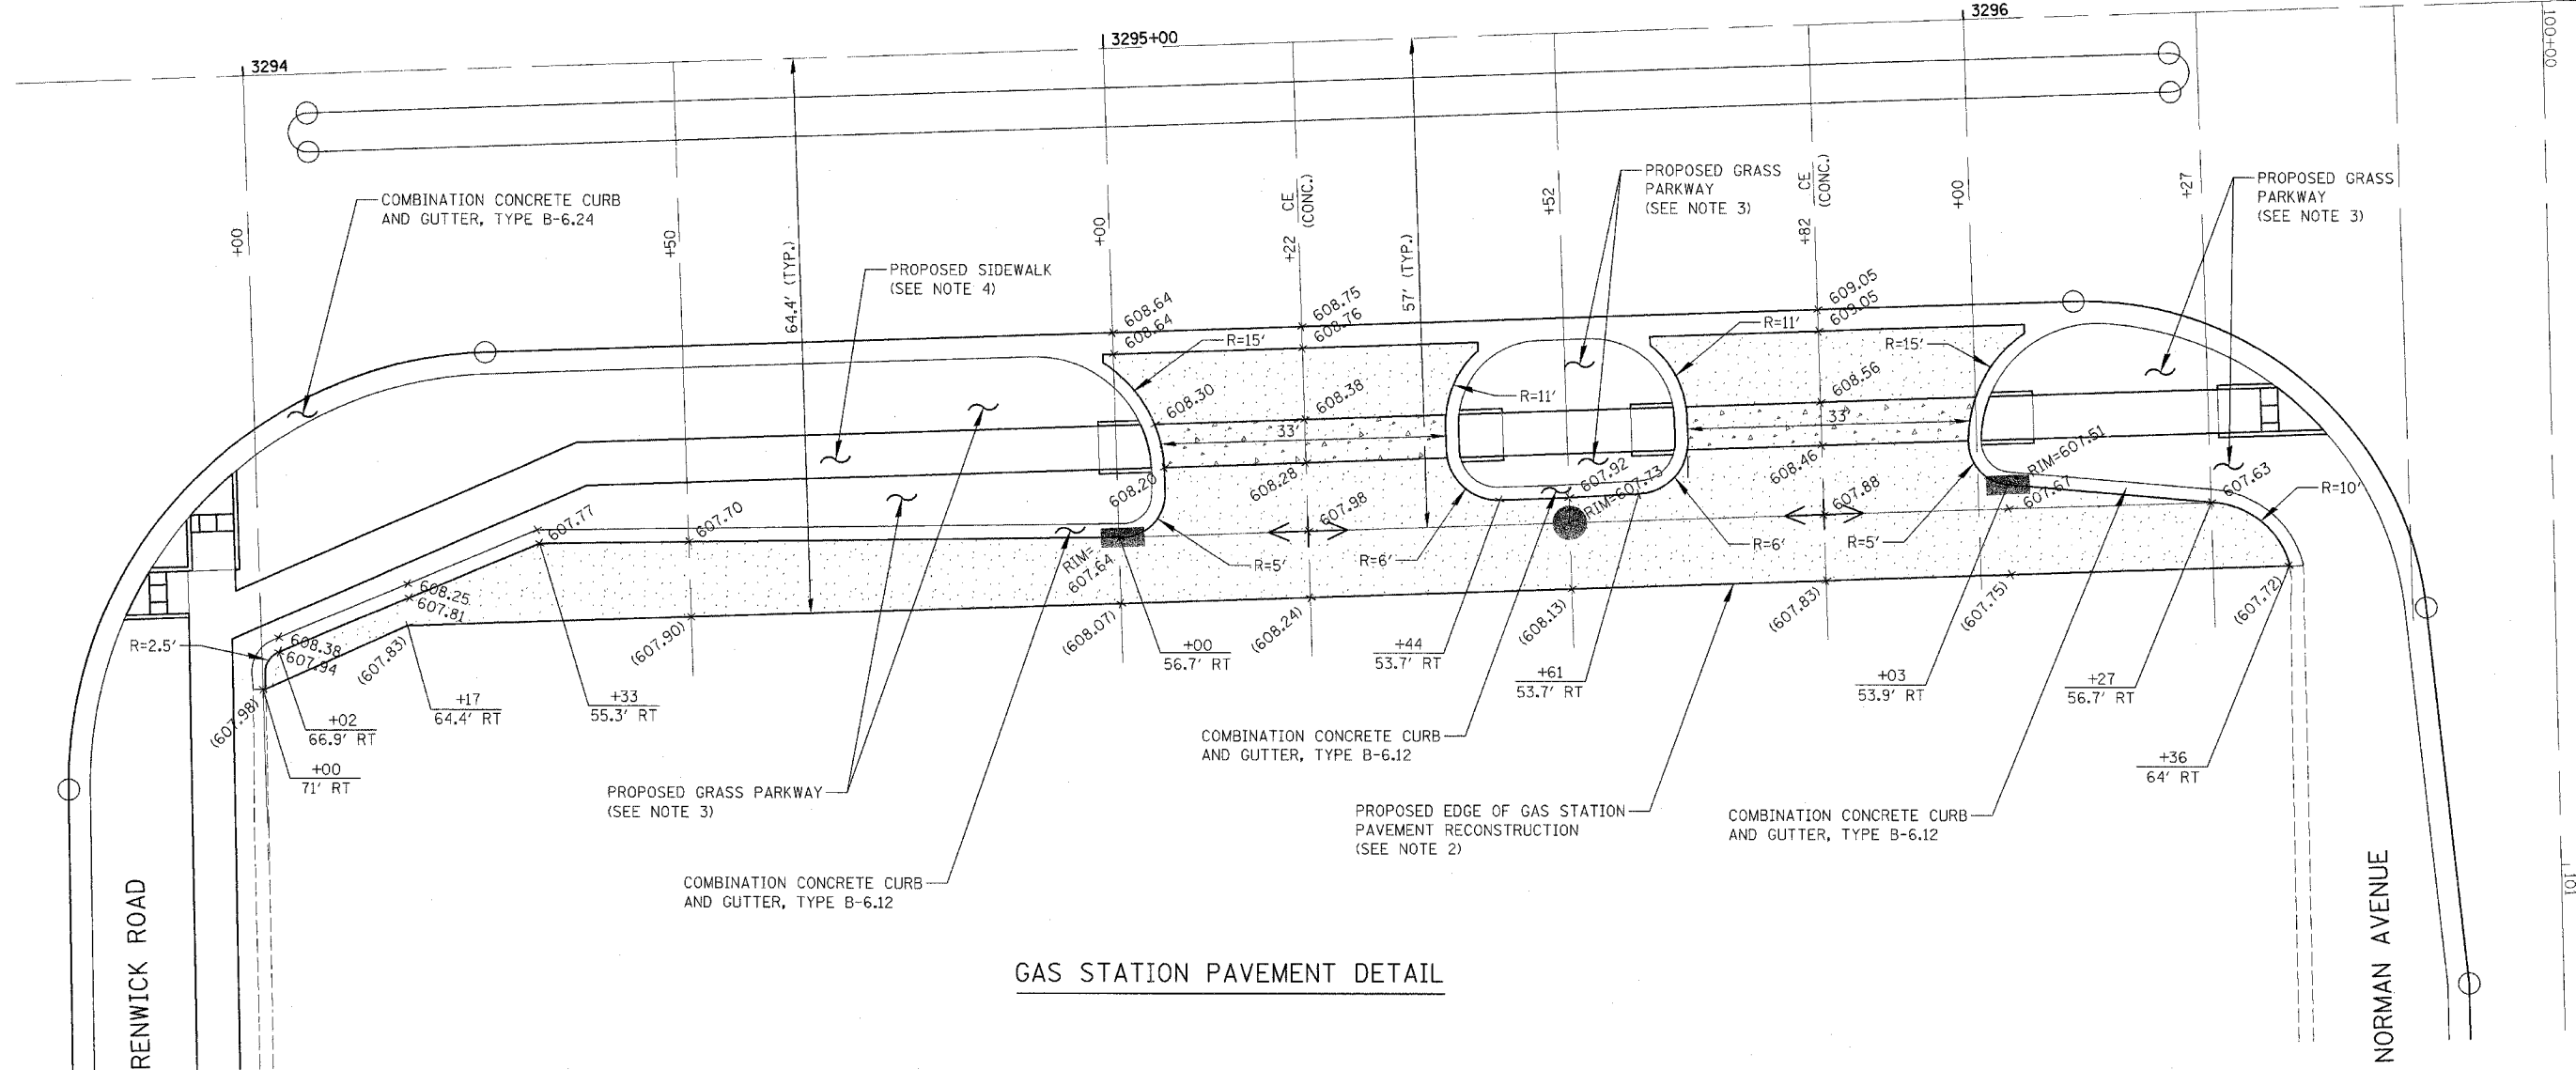 3294
3295+00
3296
100+00
COMBINATION CONCRETE CURB
AND GUTTER, TYPE B-6.24
+00
+50
64.4' (TYP.)
PROPOSED SIDEWALK
(SEE NOTE 4)
+00
+22
CE
(CONC.)
57' (TYP.)
+52
PROPOSED GRASS
PARKWAY
(SEE NOTE 3)
+82
CE
(CONC.)
+00
+27
PROPOSED GRASS
PARKWAY
(SEE NOTE 3)
608.64
608.64
608.75
608.76
609.05
609.05
R=15'
R=11'
R=11'
R=15'
608.30
608.38
608.56
33'
33'
608.20
608.28
608.46
607.98
607.92
RIM=607.73
607.88
RIM=607.51
607.67
607.63
R=10'
607.77
607.70
RIM=
607.64
R=5'
R=6'
R=6'
R=5'
608.25
607.81
608.38
607.94
R=2.5'
(607.98)
(607.83)
(607.90)
(608.07)
(608.24)
(608.13)
(607.83)
(607.75)
(607.72)
+00
71' RT
+02
66.9' RT
+17
64.4' RT
+33
55.3' RT
+00
56.7' RT
+44
53.7' RT
+61
53.7' RT
+03
53.9' RT
+27
56.7' RT
+36
64' RT
PROPOSED GRASS PARKWAY
(SEE NOTE 3)
COMBINATION CONCRETE CURB
AND GUTTER, TYPE B-6.12
COMBINATION CONCRETE CURB
AND GUTTER, TYPE B-6.12
PROPOSED EDGE OF GAS STATION
PAVEMENT RECONSTRUCTION
(SEE NOTE 2)
COMBINATION CONCRETE CURB
AND GUTTER, TYPE B-6.12
101
RENWICK ROAD
NORMAN AVENUE
GAS STATION PAVEMENT DETAIL